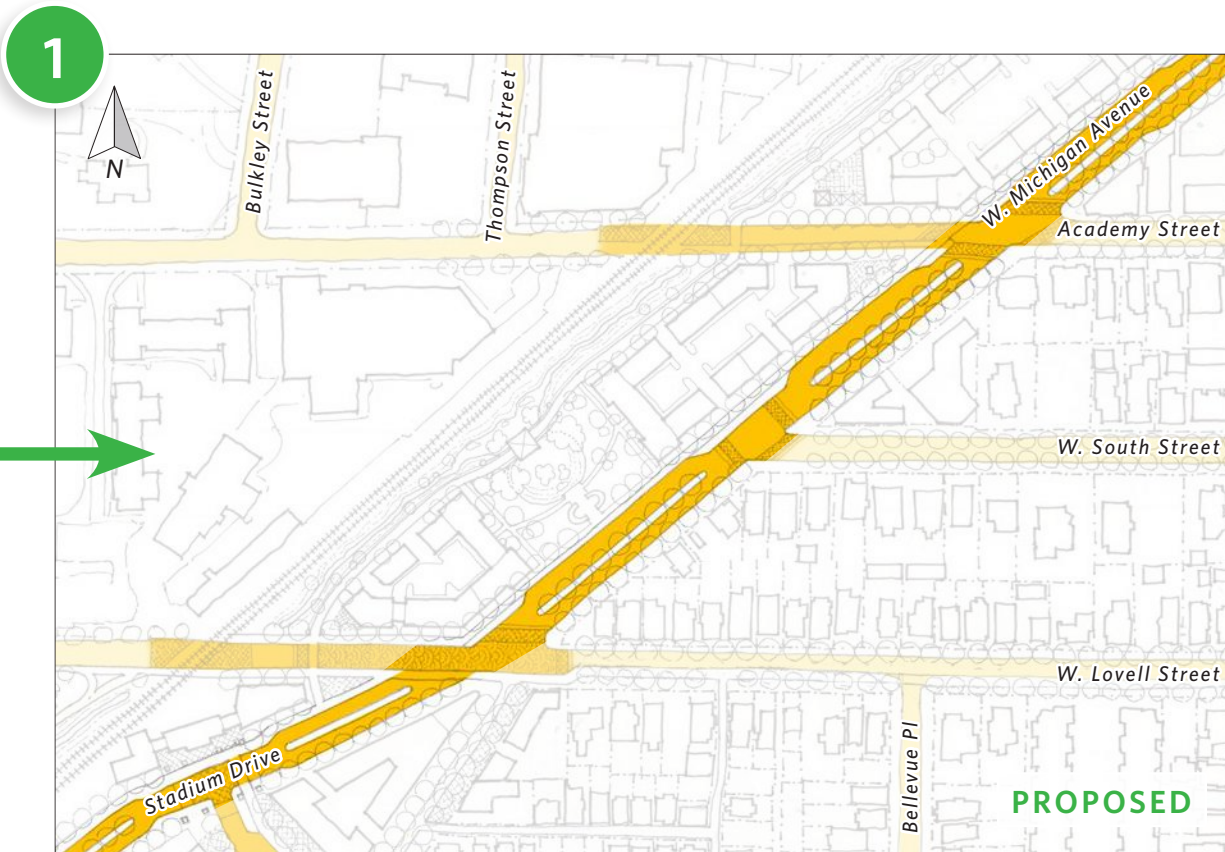 1
N
Bulkley Street
Thompson Street
W. Michigan Avenue
Academy Street
W. South Street
W. Lovell Street
Stadium Drive
Bellevue Pl
PROPOSED